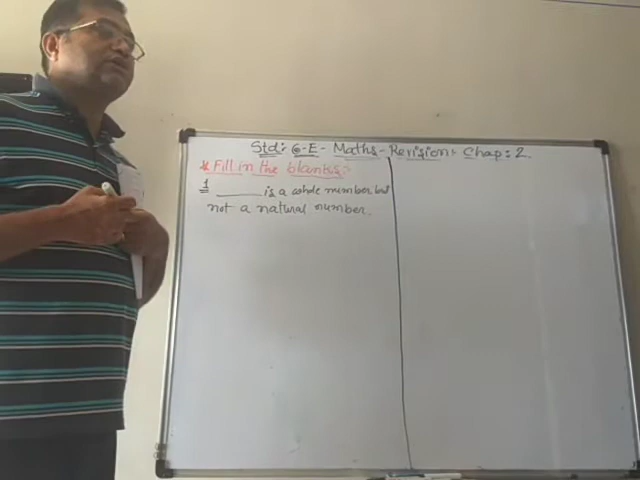 Std: 6-E - Maths - Revision - Chap: 2
* Fill in the blanks:-
1 ______ is a whole number but
not a natural number.